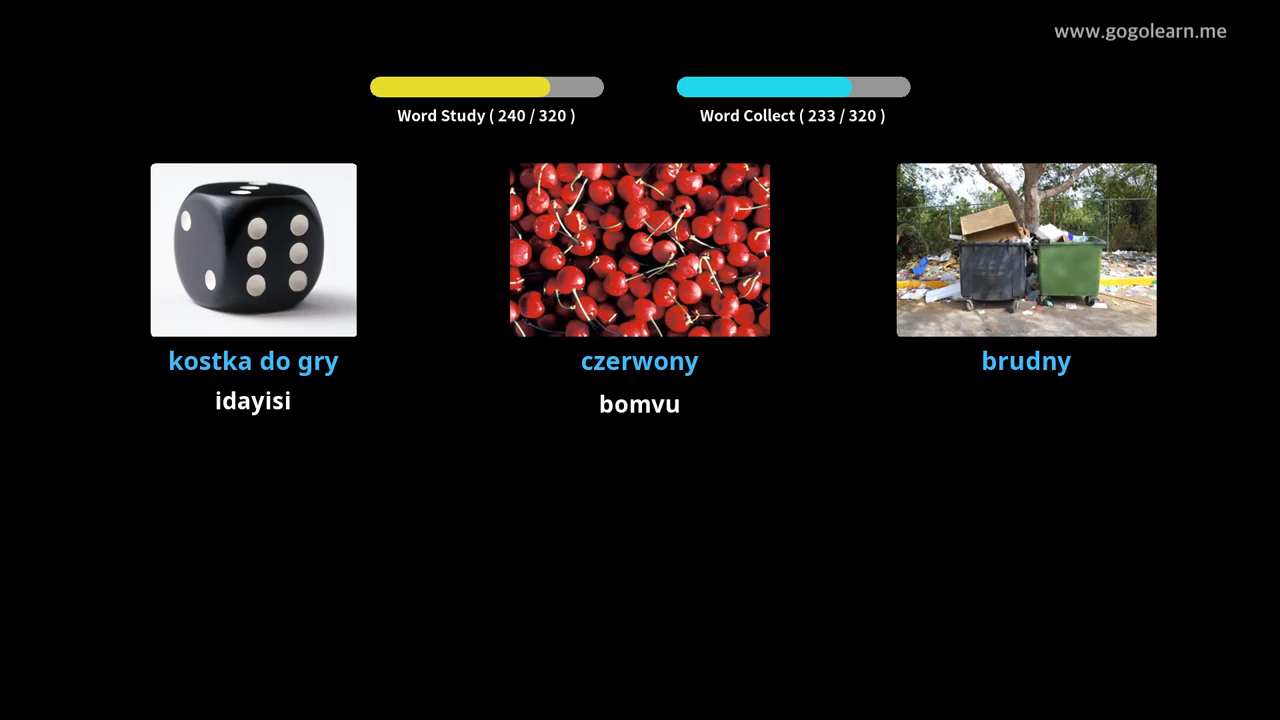 www.gogolearn.me
Word Study ( 240 / 320 )
Word Collect ( 233 / 320 )
kostka do gry
idayisi
czerwony
bomvu
brudny